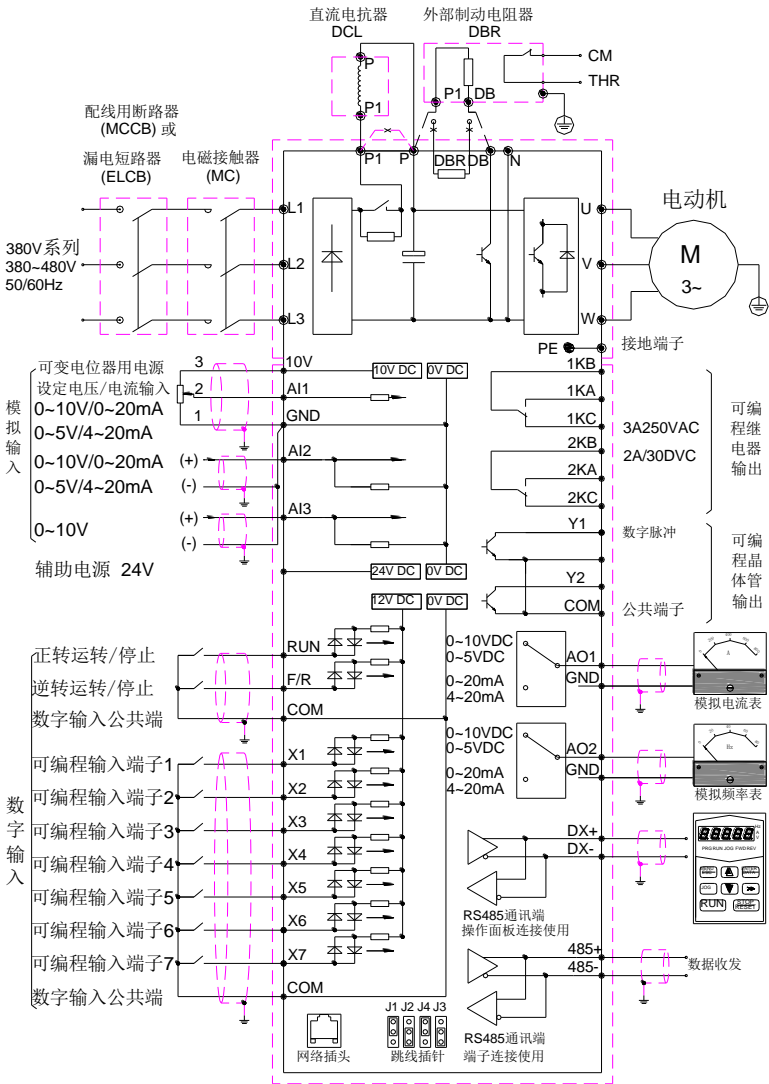 直流电抗器
DCL
外部制动电阻器
DBR
P
P1
P1 DB
CM
THR
配线用断路器
(MCCB) 或
漏电短路器
(ELCB)
电磁接触器
(MC)
P1
P
DBR
DB
N
电动机
L1
L2
L3
380V系列
380~480V
50/60Hz
U
V
W
M
3~
PE
接地端子
模拟输入
可变电位器用电源
3
10V
10V DC
0V DC
设定电压/电流输入
2
AI1
0~10V/0~20mA
1
GND
0~5V/4~20mA
0~10V/0~20mA
(+)
AI2
0~5V/4~20mA
(-)
0~10V
(+)
AI3
(-)
辅助电源 24V
24V DC
0V DC
12V DC
0V DC
1KB
1KA
1KC
2KB
2KA
2KC
3A250VAC
2A/30DVC
可编程继电器输出
Y1
数字脉冲
Y2
COM
公共端子
可编程晶体管输出
数字输入
正转运转/停止
RUN
逆转运转/停止
F/R
数字输入公共端
COM
可编程输入端子1
X1
可编程输入端子2
X2
可编程输入端子3
X3
可编程输入端子4
X4
可编程输入端子5
X5
可编程输入端子6
X6
可编程输入端子7
X7
数字输入公共端
COM
0~10VDC
0~5VDC
0~20mA
4~20mA
AO1
GND
A
模拟电流表
0~10VDC
0~5VDC
0~20mA
4~20mA
AO2
GND
Hz
模拟频率表
DX+
DX-
RS485通讯端
操作面板连接使用
88888
PRG RUN JOG FWD REV
JOG
RUN
STOP
RESET
485+
485-
数据收发
RS485通讯端
端子连接使用
网络插头
J1 J2 J4 J3
跳线插针